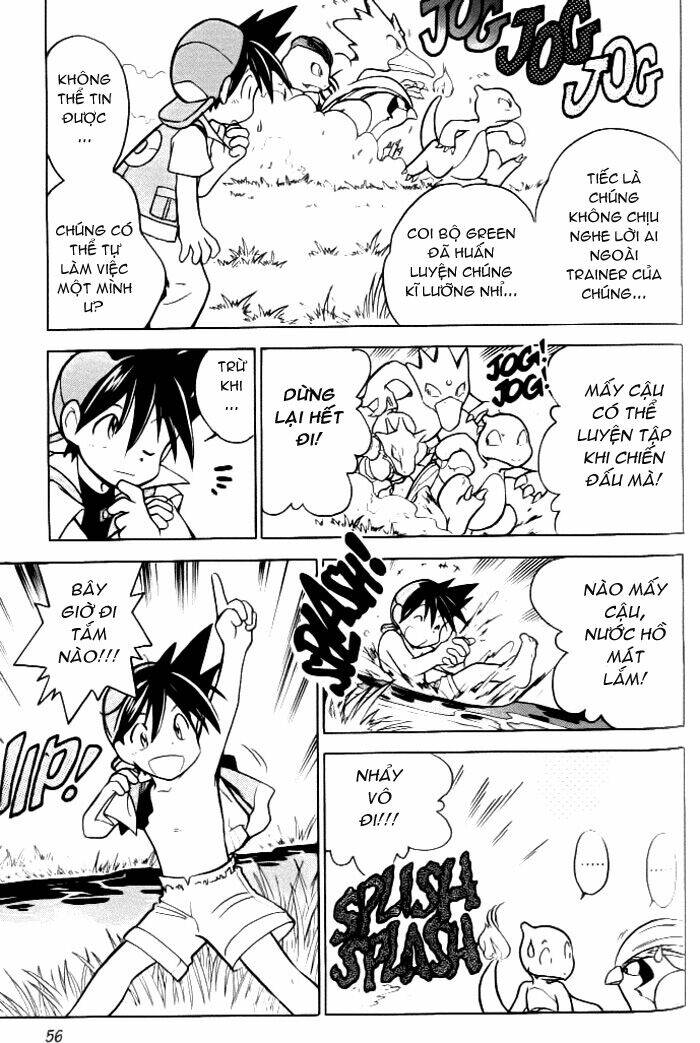 JOG
JOG
JOG
TIẾC LÀ
CHÚNG
KHÔNG CHỊU
NGHE LỜI AI
NGOÀI
TRAINER CỦA
CHÚNG...
COI BỘ GREEN
ĐÃ HUẤN
LUYỆN CHÚNG
KĨ LƯỠNG NHỈ...
KHÔNG
THỂ TIN
ĐƯỢC
...
CHÚNG CÓ
THỂ TỰ
LÀM VIỆC
MỘT MÌNH
Ư?
MẤY CẬU
CÓ THỂ
LUYỆN TẬP
KHI CHIẾN
ĐẤU MÀ!
JOG!
JOG!
DỪNG
LẠI HẾT
ĐI!
TRỪ
KHI
...
NÀO MẤY
CẬU,
NƯỚC HỒ
MÁT
LẮM!
SPLASH!
NHẢY
VÔ
ĐI!!!
......
......
SPLISH
SPLASH
BÂY
GIỜ ĐI
TẮM
NÀO!!!
56